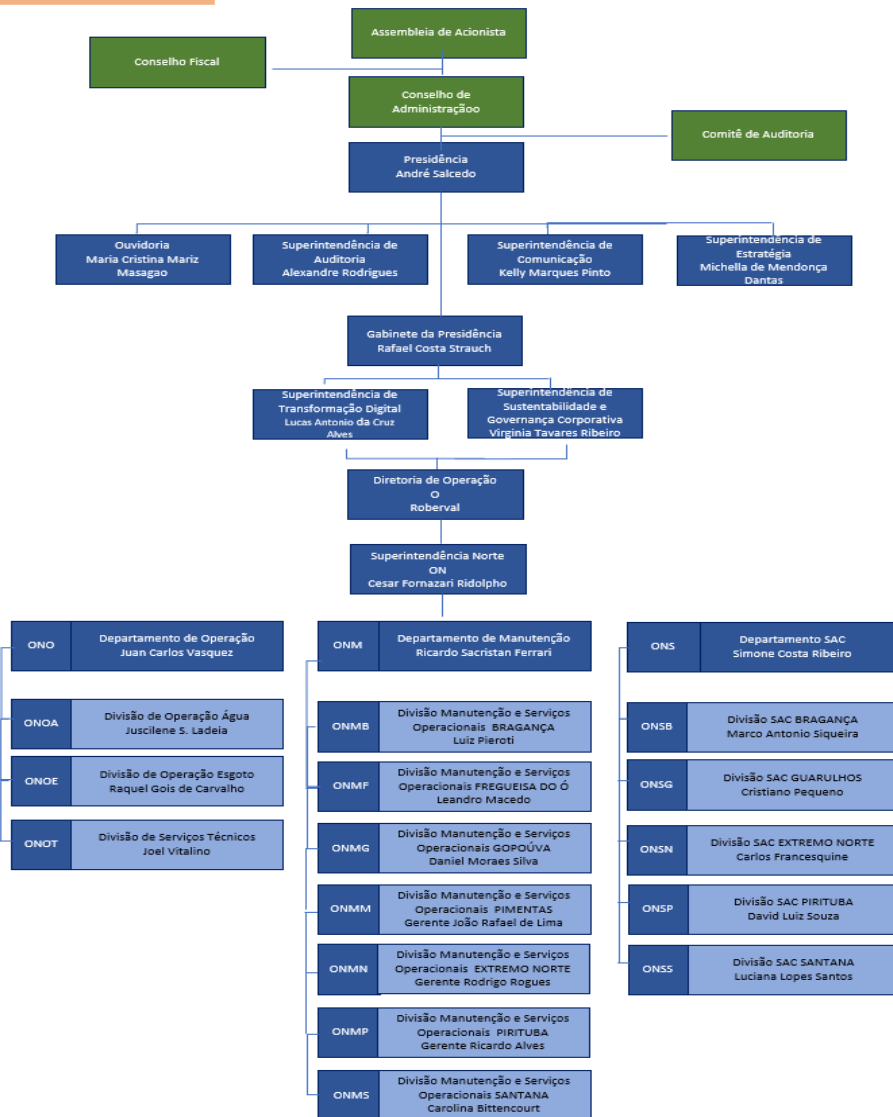 Assembleia de Acionista
Conselho Fiscal
Conselho de
Administraçãoo
Comitê de Auditoria
Presidência
André Salcedo
Ouvidoria
Maria Cristina Mariz
Masagao
Superintendência de
Auditoria
Alexandre Rodrigues
Superintendência de
Comunicação
Kelly Marques Pinto
Superintendência de
Estratégia
Michella de Mendonça
Dantas
Gabinete da Presidência
Rafael Costa Strauch
Superintendência de
Transformação Digital
Lucas Antonio da Cruz
Alves
Superintendência de
Sustentabilidade e
Governança Corporativa
Virginia Tavares Ribeiro
Diretoria de Operação
O
Roberval
Superintendência Norte
ON
Cesar Fornazari Ridolpho
ONO
Departamento de Operação
Juan Carlos Vasquez
ONOA
Divisão de Operação Água
Juscilene S. Ladeia
ONOE
Divisão de Operação Esgoto
Raquel Gois de Carvalho
ONOT
Divisão de Serviços Técnicos
Joel Vitalino
ONM
Departamento de Manutenção
Ricardo Sacristan Ferrari
ONMB
Divisão Manutenção e Serviços
Operacionais BRAGANÇA
Luiz Pieroti
ONMF
Divisão Manutenção e Serviços
Operacionais FREGUEISA DO Ó
Leandro Macedo
ONMG
Divisão Manutenção e Serviços
Operacionais GOPOÚVA
Daniel Moraes Silva
ONMM
Divisão Manutenção e Serviços
Operacionais PIMENTAS
Gerente João Rafael de Lima
ONMN
Divisão Manutenção e Serviços
Operacionais EXTREMO NORTE
Gerente Rodrigo Rogues
ONMP
Divisão Manutenção e Serviços
Operacionais PIRITUBA
Gerente Ricardo Alves
ONMS
Divisão Manutenção e Serviços
Operacionais SANTANA
Carolina Bittencourt
ONS
Departamento SAC
Simone Costa Ribeiro
ONSB
Divisão SAC BRAGANÇA
Marco Antonio Siqueira
ONSG
Divisão SAC GUARULHOS
Cristiano Pequeno
ONSN
Divisão SAC EXTREMO NORTE
Carlos Francesquine
ONSP
Divisão SAC PIRITUBA
David Luiz Souza
ONSS
Divisão SAC SANTANA
Luciana Lopes Santos